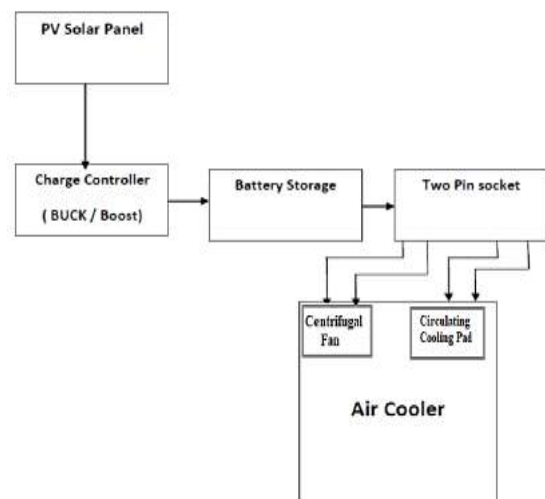 PV Solar Panel
Charge Controller
( BUCK / Boost)
Battery Storage
Two Pin socket
Centrifugal
Fan
Circulating
Cooling Pad
Air Cooler